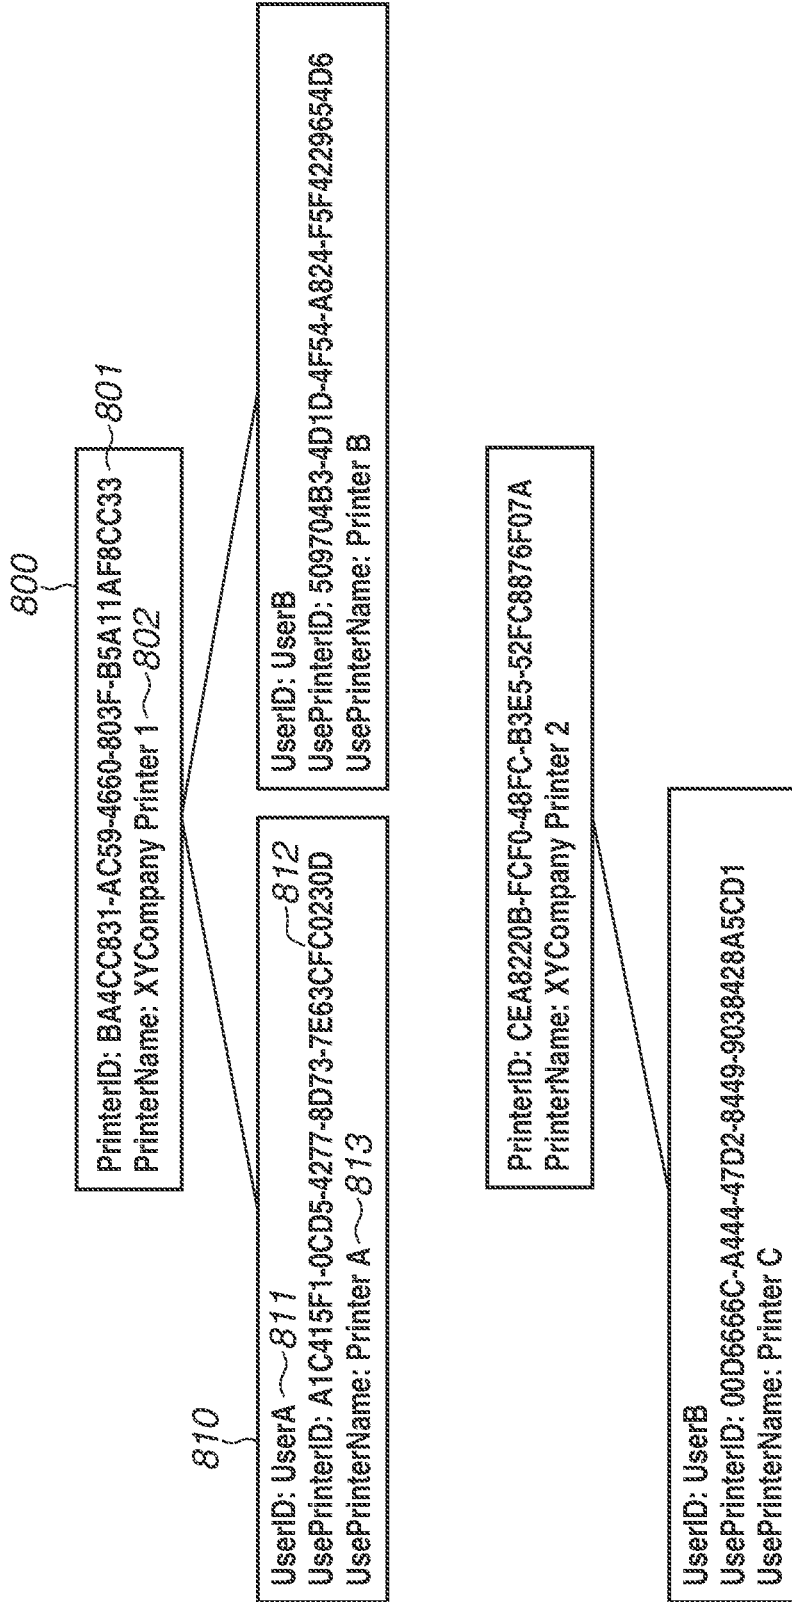 800
PrinterID: BA4CC831-AC59-4660-803F-B5A11AF8CC33 801
PrinterName: XYCompany Printer 1 802
810
UserID: UserA 811
UsePrinterID: A1C415F1-0CD5-4277-8D73-7E63CFC0230D 812
UsePrinterName: Printer A 813
UserID: UserB
UsePrinterID: 509704B3-4D1D-4F54-A824-F5F4229654D6
UsePrinterName: Printer B
PrinterID: CEA8220B-FCF0-48FC-B3E5-52FC8876F07A
PrinterName: XYCompany Printer 2
UserID: UserB
UsePrinterID: 00D6666C-A444-47D2-8449-9038428A5CD1
UsePrinterName: Printer C